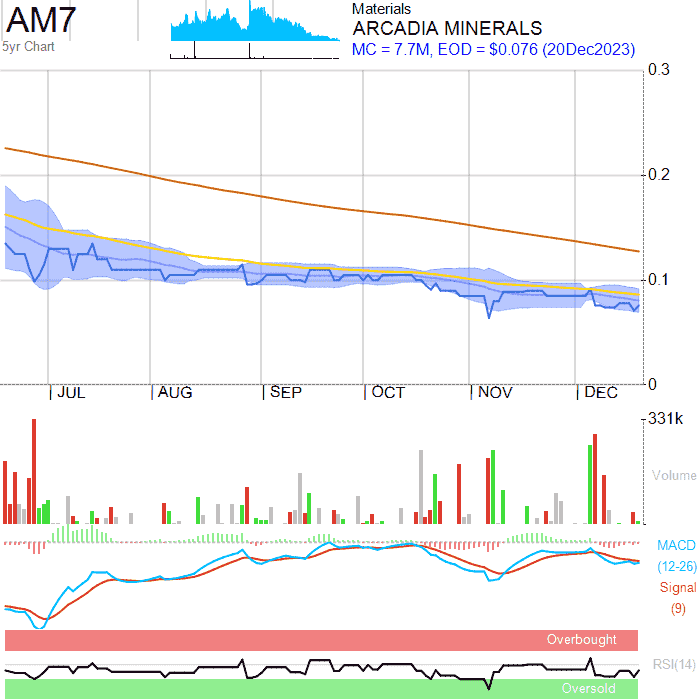 AM7
5yr Chart
Materials
ARCADIA MINERALS
MC = 7.7M, EOD = $0.076 (20Dec2023)
0.3
0.2
0.1
0
JUL AUG SEP OCT NOV DEC
331k
Volume
MACD
(12-26)
Signal
(9)
Overbought
RSI(14)
Oversold